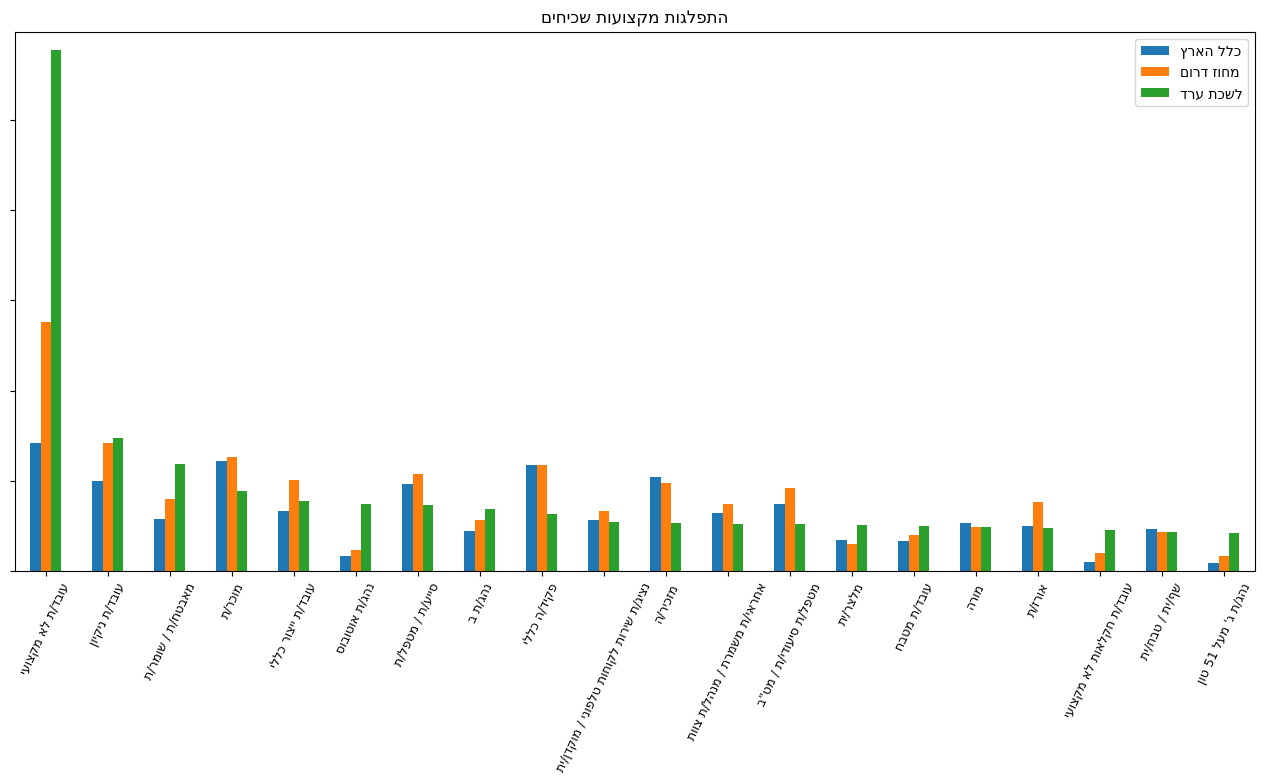 התפלגות מקצועות שכיחים
כלל הארץ
מחוז דרום
לשכת ערד
עובד/ת לא מקצועי
עובד/ת ניקיון
מאבטח/ת / שומר/ת
מוכר/ת
עובד/ת ייצור כללי
נהג/ת אוטובוס
סייע/ת / מטפל/ת
נהג/ת ב
פקיד/ה כללי
נציג/ת שירות לקוחות טלפוני / מוקדן/ית
מזכיר/ה
אחראי/ת משמרת / מנהל/ת צוות
מטפל/ת סיעודי/ת / מט"ב
מלצר/ית
עובד/ת מטבח
מורה
אורז/ת
עובד/ת חקלאות לא מקצועי
שף/ית / טבח/ית
נהג/ת ג' מעל 51 טון